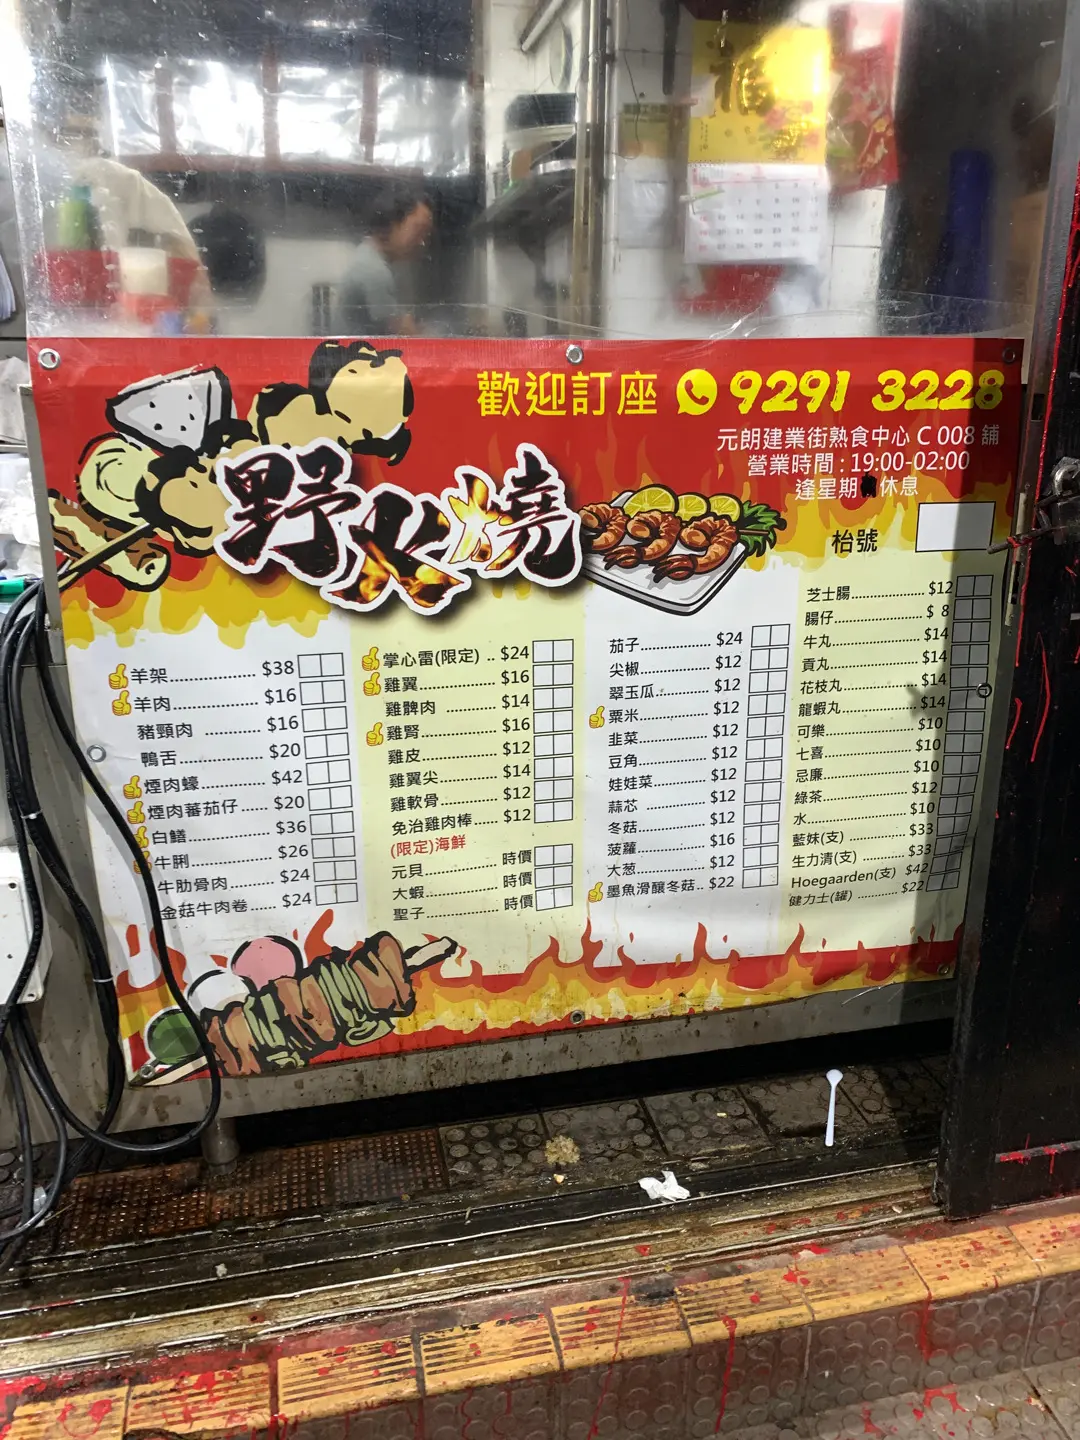 歡迎訂座 9291 3228
元朗建業街熟食中心 C 008 舖
營業時間 : 19:00-02:00
逢星期 休息
野火燒
枱號
羊架 $38
羊肉 $16
豬頸肉 $16
鴨舌 $20
煙肉蠔 $42
煙肉蕃茄仔 $20
白鱔 $36
牛脷 $26
牛肋骨肉 $24
金菇牛肉卷 $24
掌心雷(限定) $24
雞翼 $16
雞髀肉 $14
雞腎 $16
雞皮 $12
雞翼尖 $14
雞軟骨 $12
免治雞肉棒 $12
(限定)海鮮
元貝 時價
大蝦 時價
聖子 時價
茄子 $24
尖椒 $12
翠玉瓜 $12
粟米 $12
韭菜 $12
豆角 $12
娃娃菜 $12
蒜芯 $12
冬菇 $12
菠蘿 $16
大葱 $12
墨魚滑釀冬菇 $22
芝士腸 $12
腸仔 $ 8
牛丸 $14
貢丸 $14
花枝丸 $14
龍蝦丸 $14
可樂 $10
七喜 $10
忌廉 $10
綠茶 $12
水 $10
藍妹(支) $33
生力清(支) $33
Hoegaarden(支) $42
健力士(罐) $22